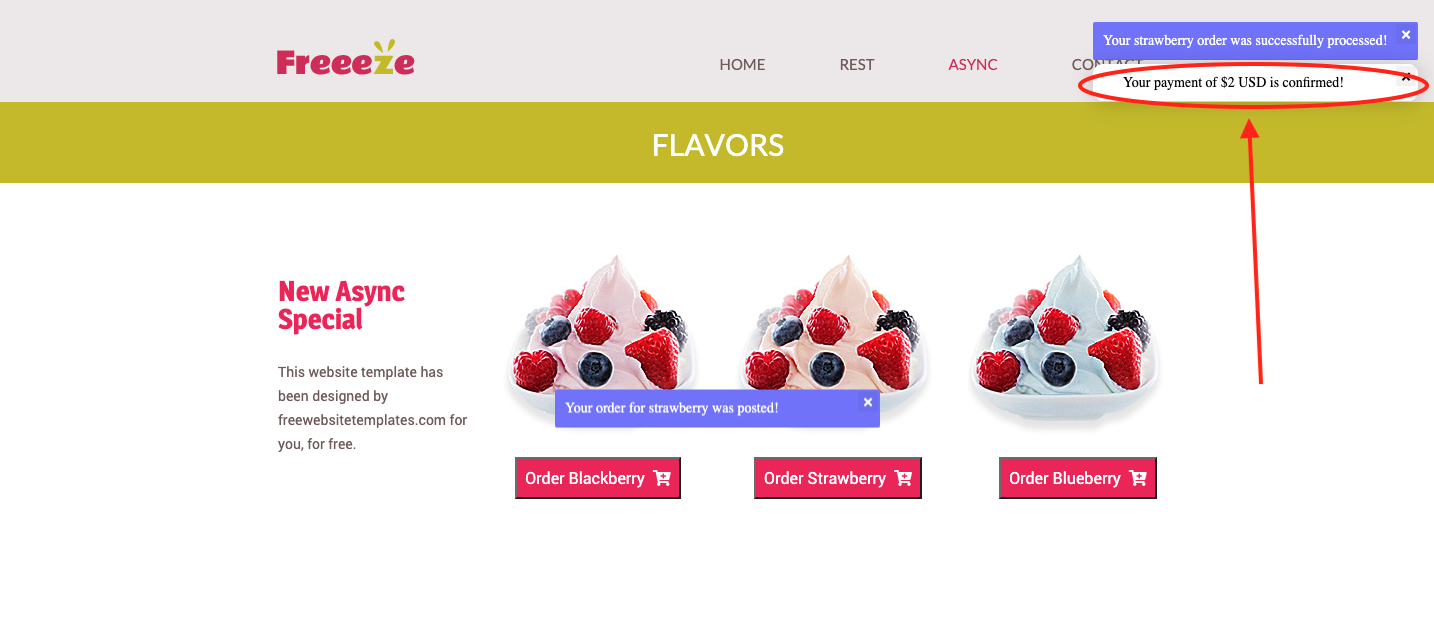 Freeeze
HOME REST ASYNC CONTACT
Your strawberry order was successfully processed! ×
Your payment of $2 USD is confirmed! ×
FLAVORS
New Async
Special
This website template has
been designed by
freewebsitetemplates.com for
you, for free.
Your order for strawberry was posted! ×
Order Blackberry
Order Strawberry
Order Blueberry